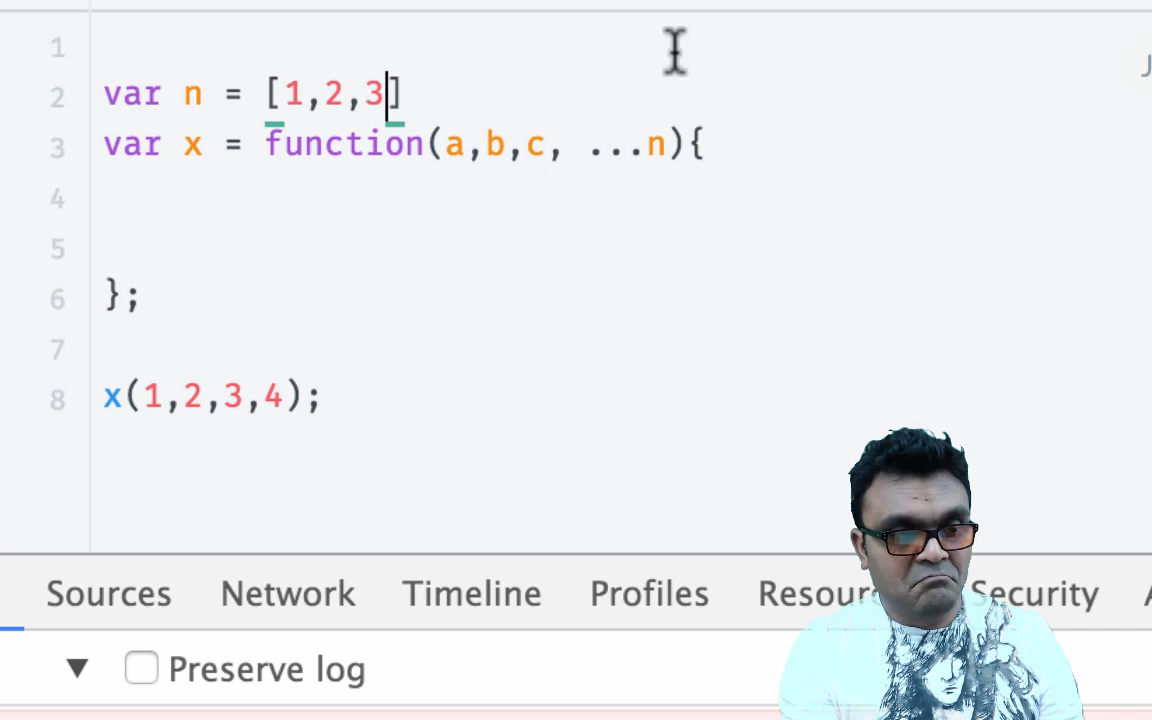 1
2 var n = [1,2,3]
3 var x = function(a,b,c, ...n){
4
5
6 };
7
8 x(1,2,3,4);
J
Sources Network Timeline Profiles Resour Security A
▼ Preserve log